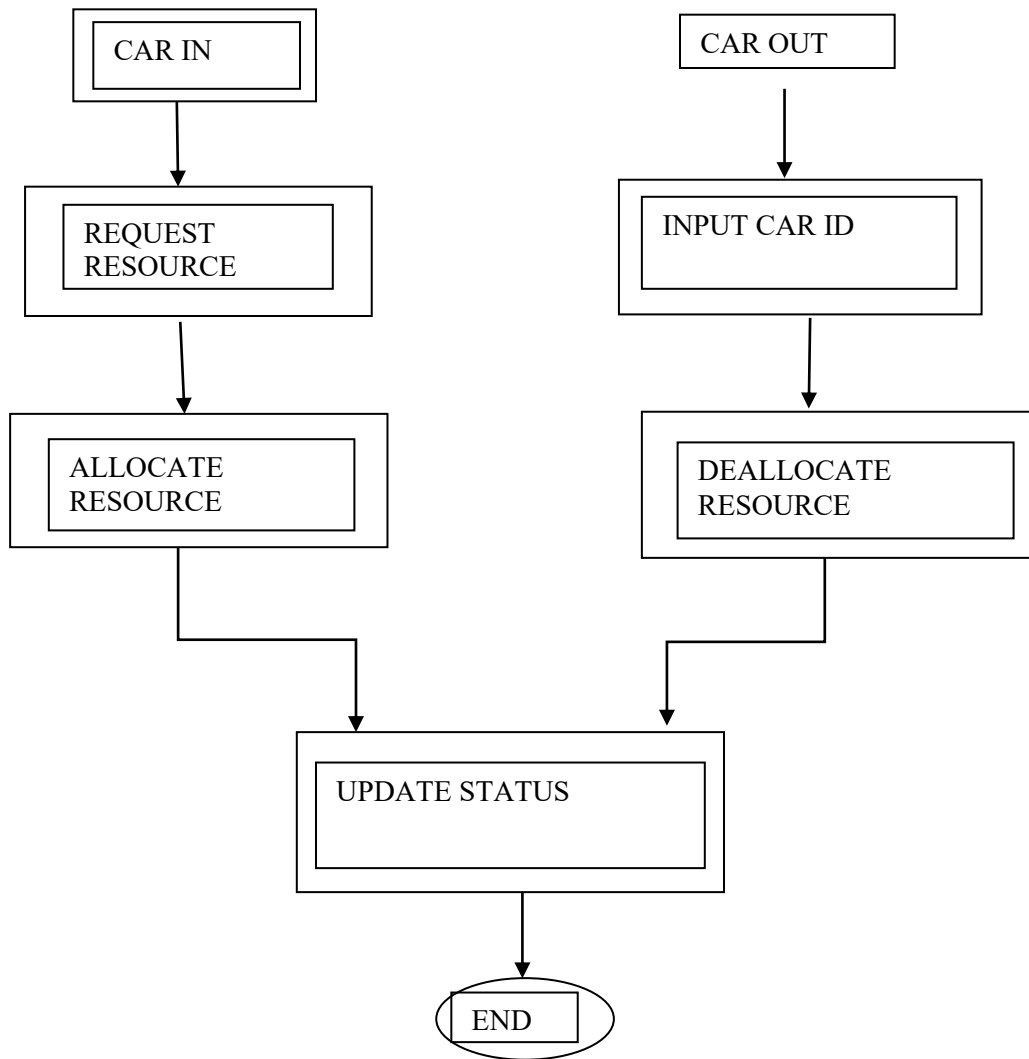 CAR IN
CAR OUT
REQUEST
RESOURCE
INPUT CAR ID
ALLOCATE
RESOURCE
DEALLOCATE
RESOURCE
UPDATE STATUS
END